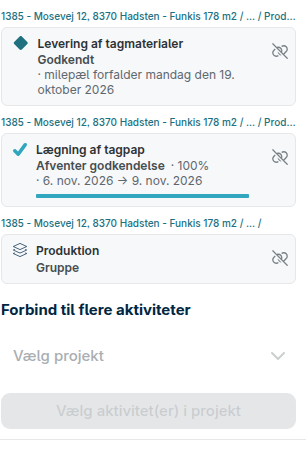 1385 - Mosevej 12, 8370 Hadsten - Funkis 178 m2 / ... / Prod...
Levering af tagmaterialer
Godkendt
· milepæl forfalder mandag den 19.
oktober 2026
1385 - Mosevej 12, 8370 Hadsten - Funkis 178 m2 / ... / Prod...
Lægning af tagpap
Afventer godkendelse · 100%
· 6. nov. 2026 → 9. nov. 2026
1385 - Mosevej 12, 8370 Hadsten - Funkis 178 m2 / ... /
Produktion
Gruppe
Forbind til flere aktiviteter
Vælg projekt
Vælg aktivitet(er) i projekt